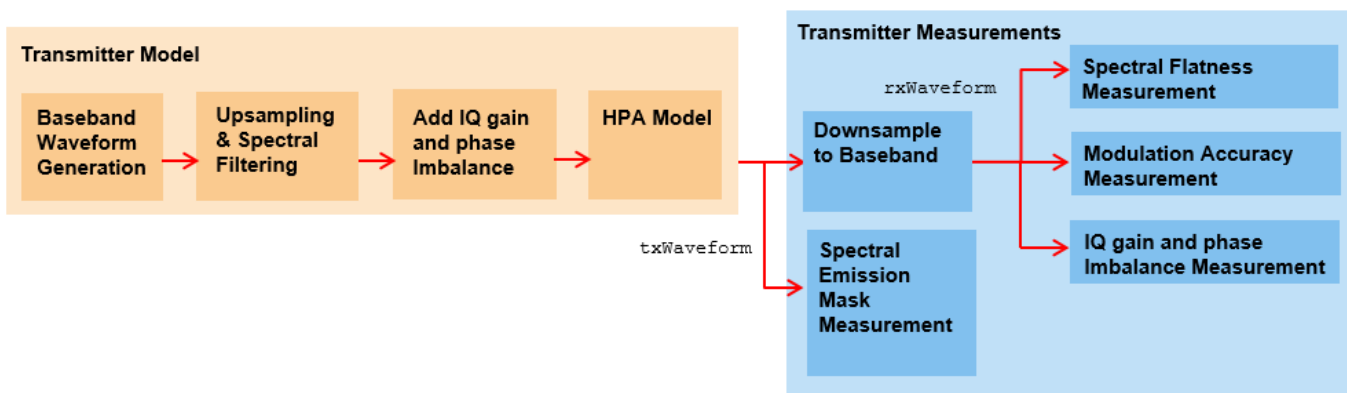 Transmitter Model
Baseband
Waveform
Generation
Upsampling
& Spectral
Filtering
Add IQ gain
and phase
Imbalance
HPA Model
txWaveform
Transmitter Measurements
rxWaveform
Downsample
to Baseband
Spectral
Emission
Mask
Measurement
Spectral Flatness
Measurement
Modulation Accuracy
Measurement
IQ gain and phase
Imbalance Measurement